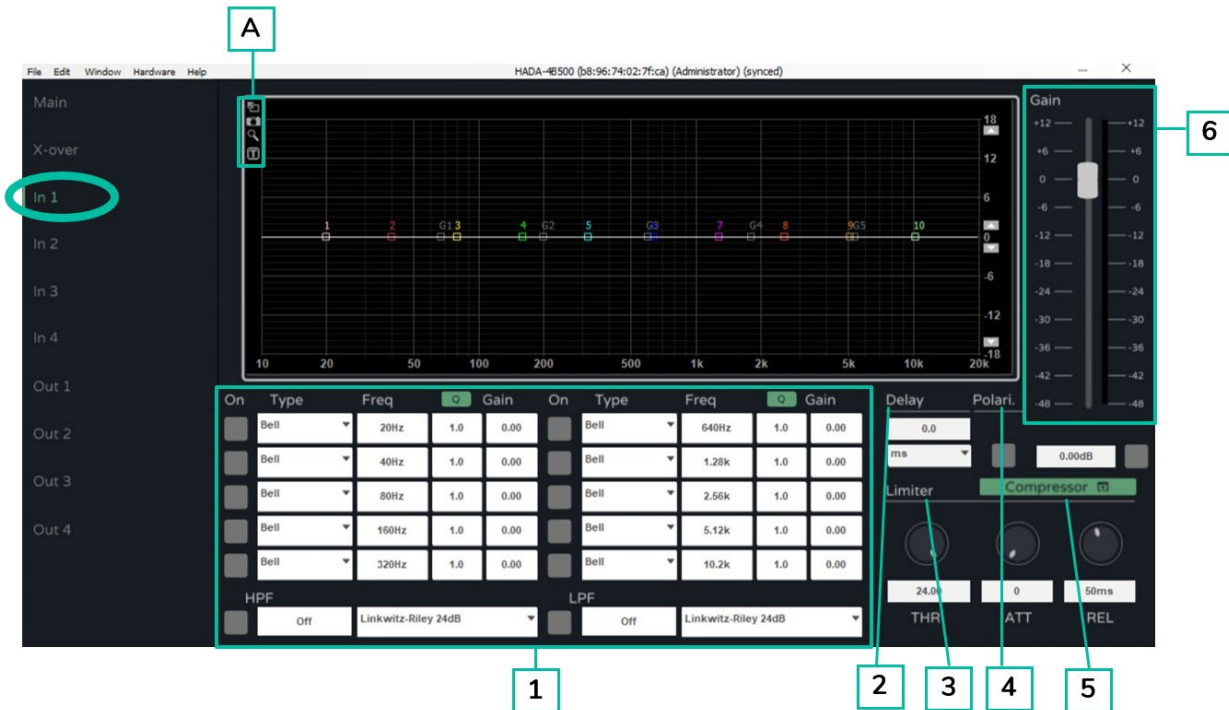 A
File Edit Window Hardware Help
HADA-4B500 (b8:96:74:02:7f:ca) (Administrator) (synced)
Main
X-over
In 1
In 2
In 3
In 4
Out 1
Out 2
Out 3
Out 4
T
1 2 G1 3 4 G2 5 G3 7 G4 8 9 G5 10
18
12
6
0
-6
-12
-18
10 20 50 100 200 500 1k 2k 5k 10k 20k
Gain
+12 +12
+6 +6
0 0
-6 -6
-12 -12
-18 -18
-24 -24
-30 -30
-36 -36
-42 -42
-48 -48
6
On Type Freq Q Gain On Type Freq Q Gain
Bell 20Hz 1.0 0.00 Bell 640Hz 1.0 0.00
Bell 40Hz 1.0 0.00 Bell 1.28k 1.0 0.00
Bell 80Hz 1.0 0.00 Bell 2.56k 1.0 0.00
Bell 160Hz 1.0 0.00 Bell 5.12k 1.0 0.00
Bell 320Hz 1.0 0.00 Bell 10.2k 1.0 0.00
HPF LPF
Off Linkwitz-Riley 24dB Off Linkwitz-Riley 24dB
Delay Polari.
0.0
ms 0.00dB
Limiter Compressor
24.00 0 50ms
THR ATT REL
1 2 3 4 5